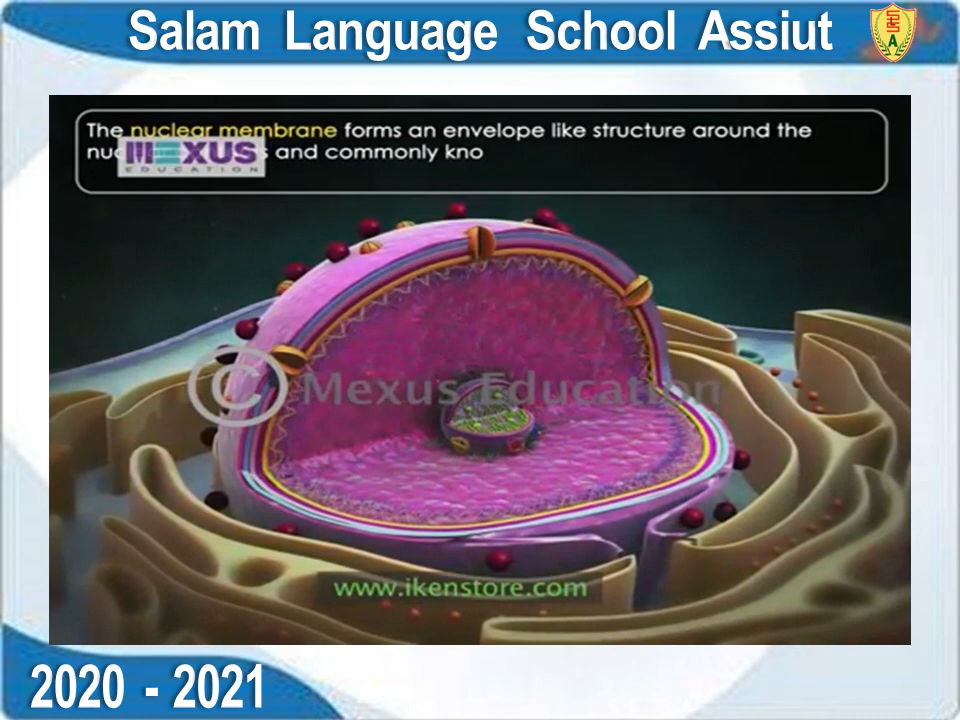 Salam Language School Assiut
The nuclear membrane forms an envelope like structure around the
and commonly kno
MEXUS
EDUCATION
© Mexus Education
www.ikenstore.com
2020 - 2021